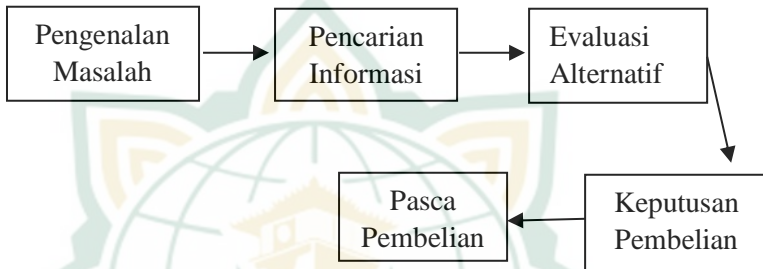 Pengenalan
Masalah
Pencarian
Informasi
Evaluasi
Alternatif
Keputusan
Pembelian
Pasca
Pembelian